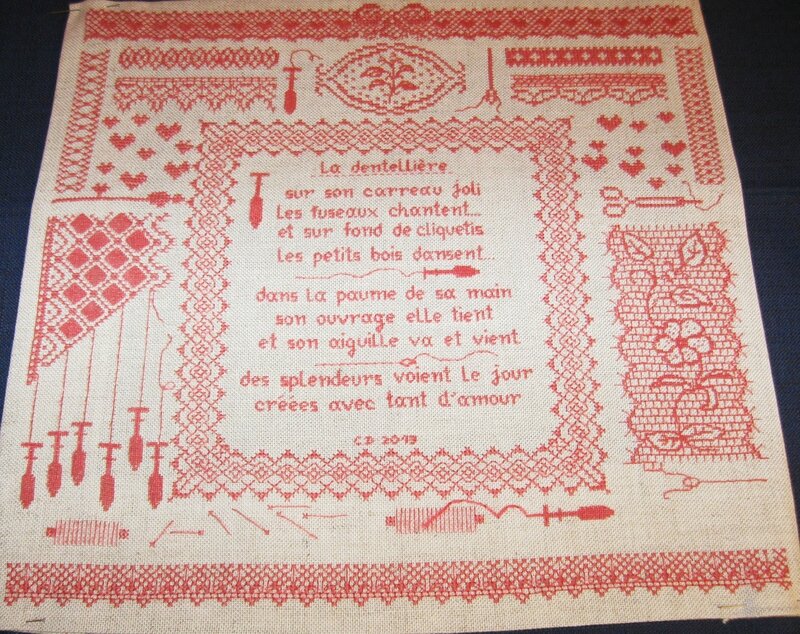 La dentellière
sur son carreau joli
Les fuseaux chantent...
et sur fond de cliquetis
Les petits bois dansent...
dans la paume de sa main
son ouvrage elle tient
et son aiguille va et vient
des splendeurs voient le jour
créées avec tant d'amour
CD 2013